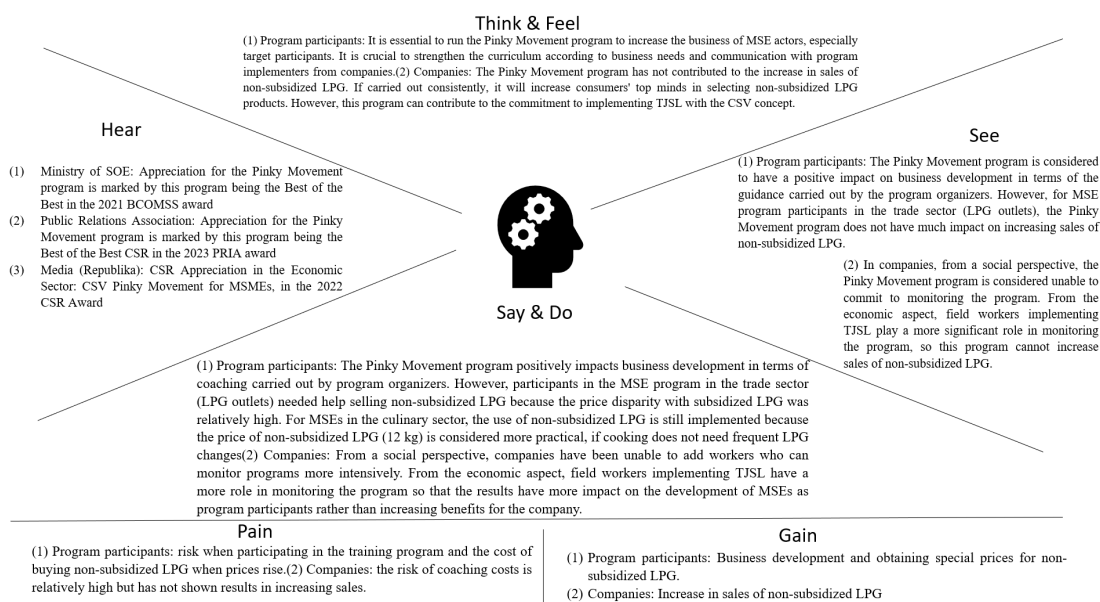 Think & Feel
(1) Program participants: It is essential to run the Pinky Movement program to increase the business of MSE actors, especially
target participants. It is crucial to strengthen the curriculum according to business needs and communication with program
implementers from companies.(2) Companies: The Pinky Movement program has not contributed to the increase in sales of
non-subsidized LPG. If carried out consistently, it will increase consumers' top minds in selecting non-subsidized LPG
products. However, this program can contribute to the commitment to implementing TJSL with the CSV concept.
Hear
(1) Ministry of SOE: Appreciation for the Pinky Movement
program is marked by this program being the Best of the
Best in the 2021 BCOMSS award
(2) Public Relations Association: Appreciation for the Pinky
Movement program is marked by this program being the
Best of the Best CSR in the 2023 PRIA award
(3) Media (Republika): CSR Appreciation in the Economic
Sector: CSV Pinky Movement for MSMEs, in the 2022
CSR Award
See
(1) Program participants: The Pinky Movement program is considered
to have a positive impact on business development in terms of the
guidance carried out by the program organizers. However, for MSE
program participants in the trade sector (LPG outlets), the Pinky
Movement program does not have much impact on increasing sales of
non-subsidized LPG.
(2) In companies, from a social perspective, the
Pinky Movement program is considered unable to
commit to monitoring the program. From the
economic aspect, field workers implementing
TJSL play a more significant role in monitoring
the program, so this program cannot increase
sales of non-subsidized LPG.
Say & Do
(1) Program participants: The Pinky Movement program positively impacts business development in terms of
coaching carried out by program organizers. However, participants in the MSE program in the trade sector
(LPG outlets) needed help selling non-subsidized LPG because the price disparity with subsidized LPG was
relatively high. For MSEs in the culinary sector, the use of non-subsidized LPG is still implemented because
the price of non-subsidized LPG (12 kg) is considered more practical, if cooking does not need frequent LPG
changes(2) Companies: From a social perspective, companies have been unable to add workers who can
monitor programs more intensively. From the economic aspect, field workers implementing TJSL have a
more role in monitoring the program so that the results have more impact on the development of MSEs as
program participants rather than increasing benefits for the company.
Pain
(1) Program participants: risk when participating in the training program and the cost of
buying non-subsidized LPG when prices rise.(2) Companies: the risk of coaching costs is
relatively high but has not shown results in increasing sales.
Gain
(1) Program participants: Business development and obtaining special prices for non-
subsidized LPG.
(2) Companies: Increase in sales of non-subsidized LPG